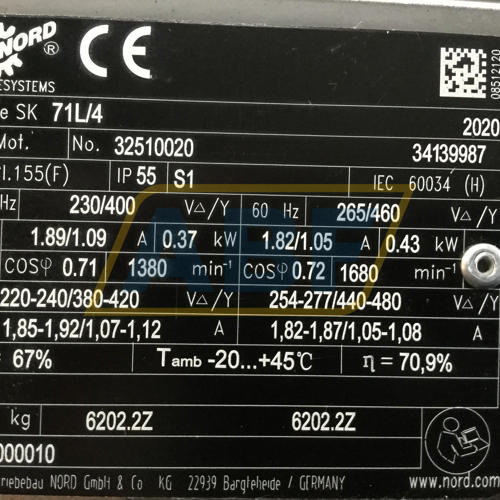 NORD ®
CE
ESYSTEMS
08512120
e SK 71L/4
2020
Mot. No. 32510020 34139987
I.155(F) IP 55 S1 IEC 60034 (H)
Hz 230/400 V△/Y 60 Hz 265/460 V△/Y
1.89/1.09 A 0.37 kW 1.82/1.05 A 0.43 kW
COSφ 0.71 1380 min⁻¹ COSφ 0.72 1680 min⁻¹
220-240/380-420 V△/Y 254-277/440-480 V△/Y
1,85-1,92/1,07-1,12 A 1,82-1,87/1,05-1,08 A
= 67% Tamb -20...+45℃ η = 70,9%
kg 6202.2Z 6202.2Z
000010
riebebau NORD GmbH & Co KG 22939 Bargteheide / GERMANY www.nord.com